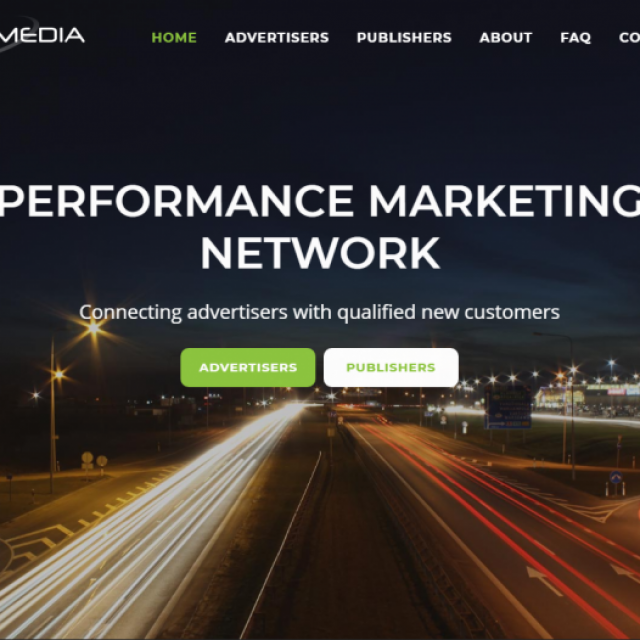 MEDIA
HOME ADVERTISERS PUBLISHERS ABOUT FAQ CO
PERFORMANCE MARKETING
NETWORK
Connecting advertisers with qualified new customers
ADVERTISERS PUBLISHERS